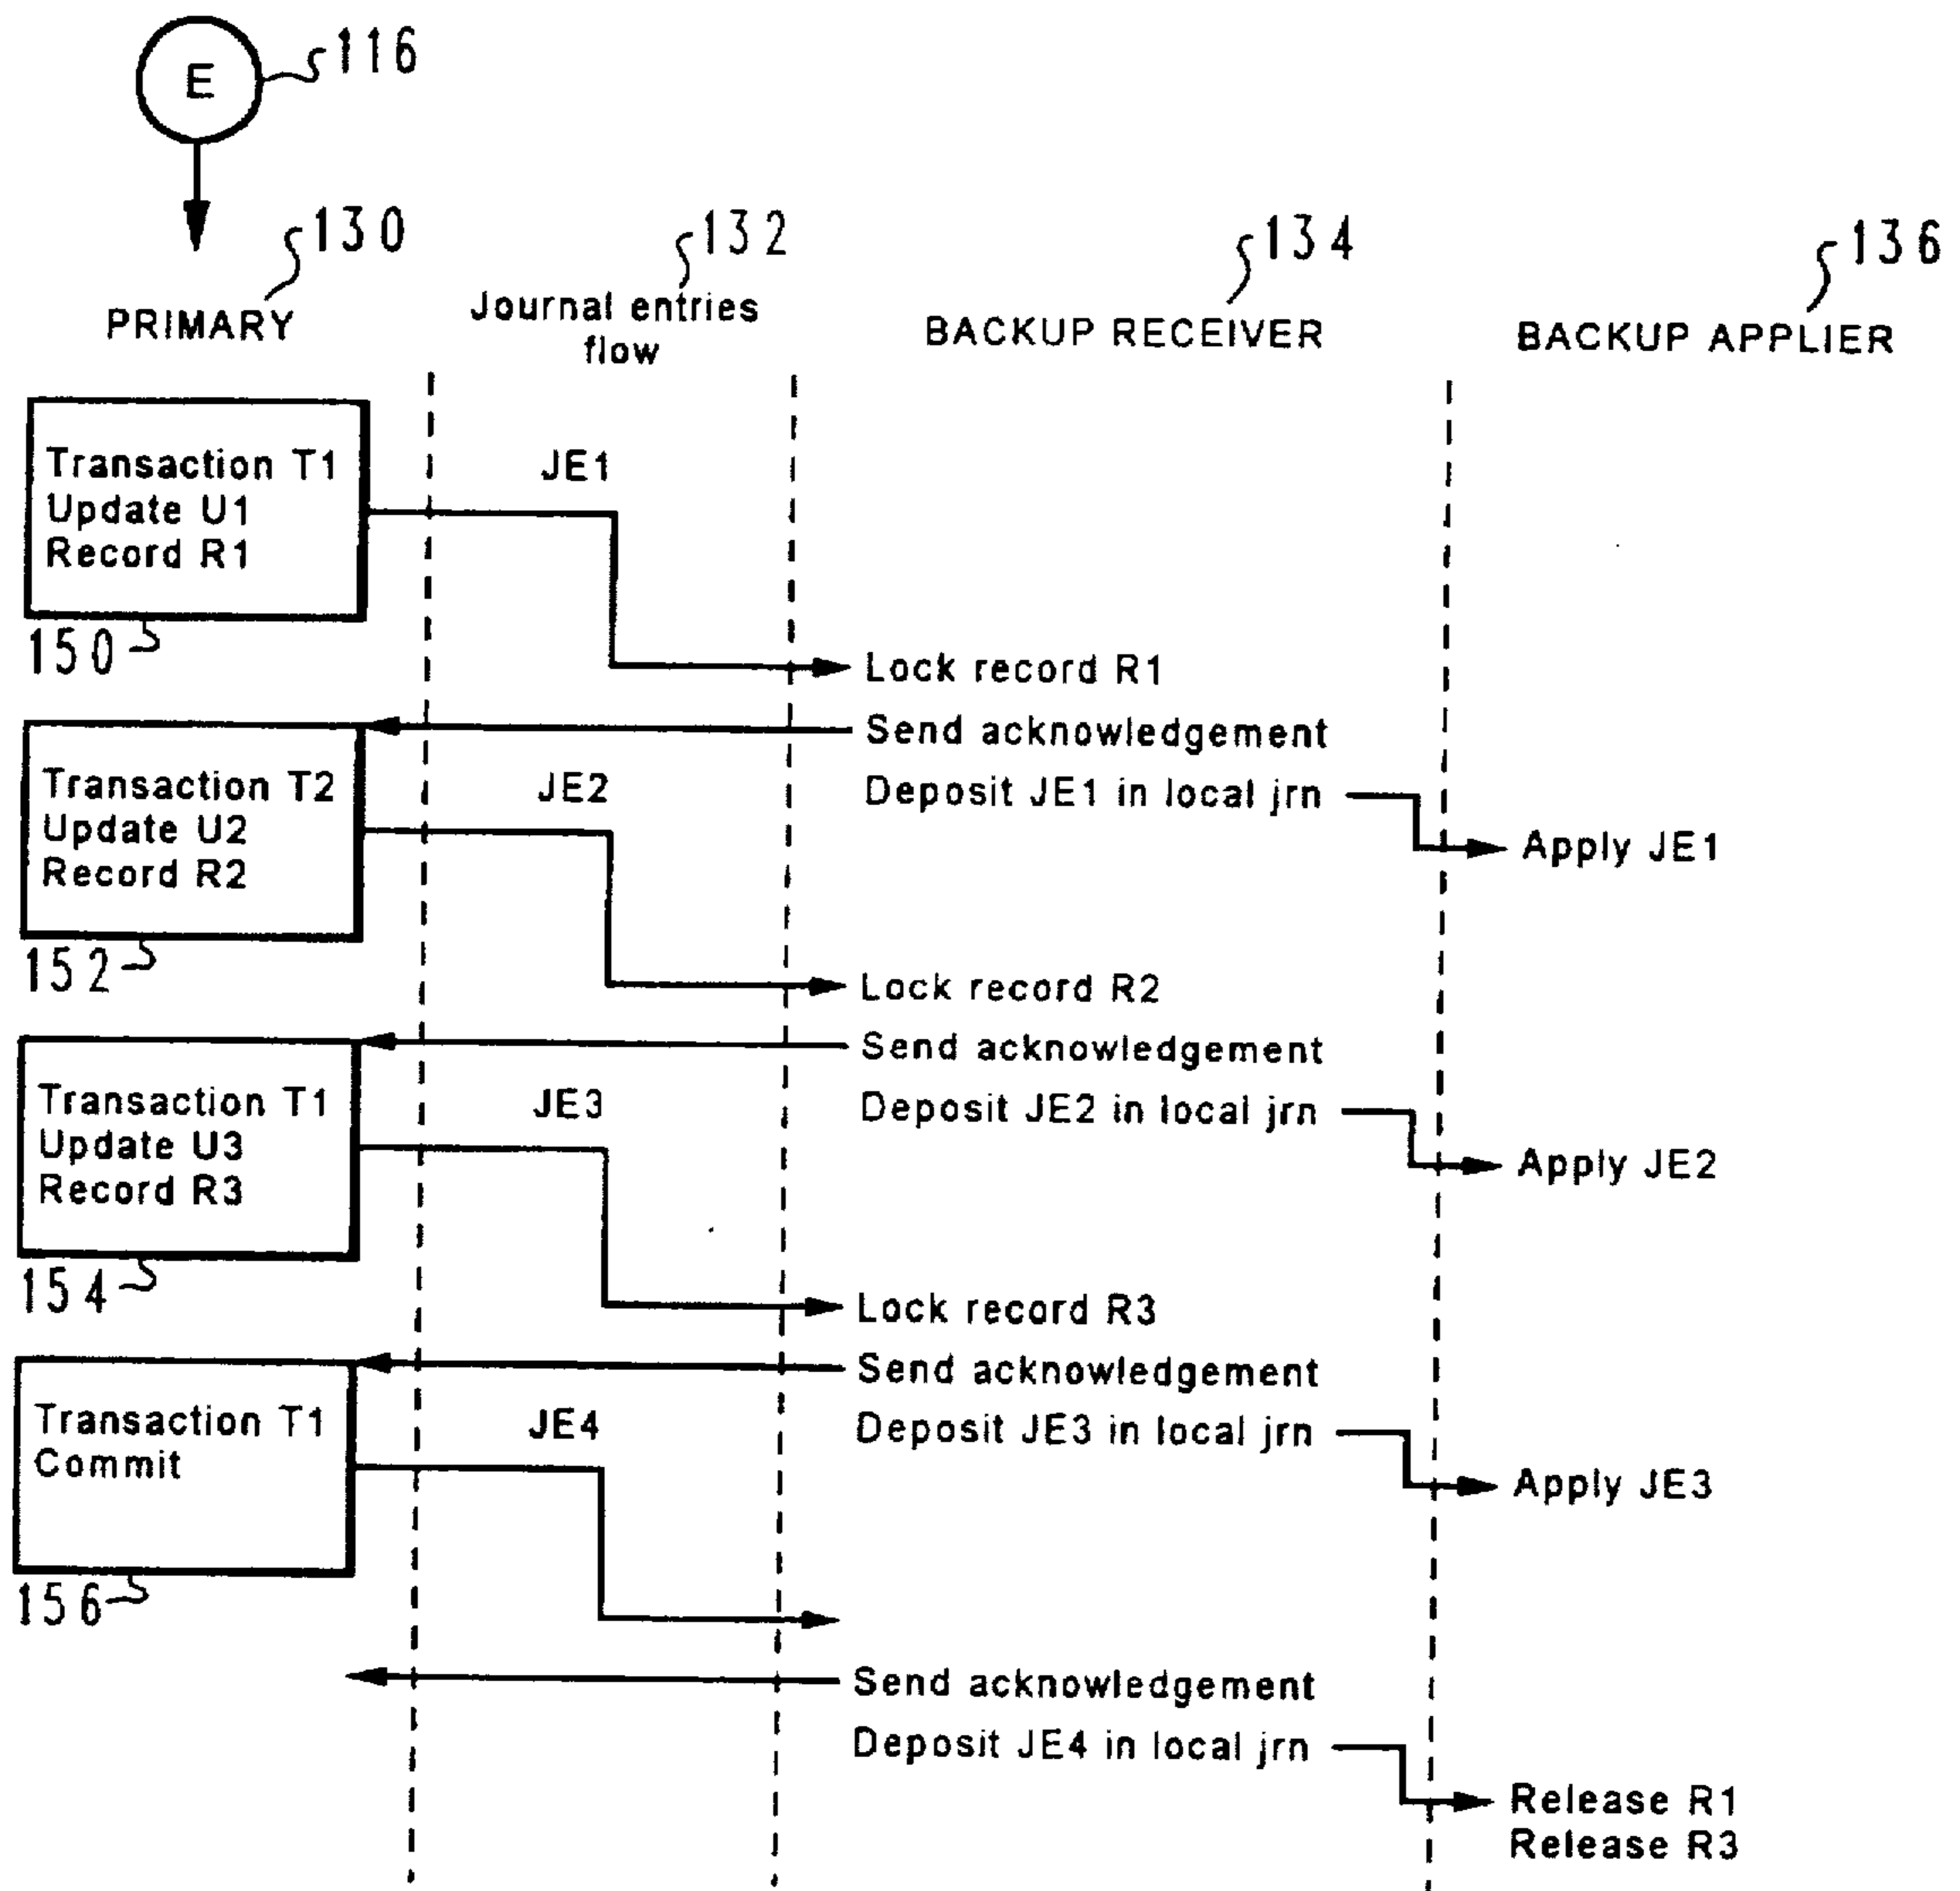 E
116
130
132
134
136
PRIMARY
Journal entries
flow
BACKUP RECEIVER
BACKUP APPLIER
Transaction T1
Update U1
Record R1
JE1
150
Lock record R1
Send acknowledgement
Deposit JE1 in local jrn
Apply JE1
Transaction T2
Update U2
Record R2
JE2
152
Lock record R2
Send acknowledgement
Deposit JE2 in local jrn
Apply JE2
Transaction T1
Update U3
Record R3
JE3
154
Lock record R3
Send acknowledgement
Deposit JE3 in local jrn
Apply JE3
Transaction T1
Commit
JE4
156
Send acknowledgement
Deposit JE4 in local jrn
Release R1
Release R3